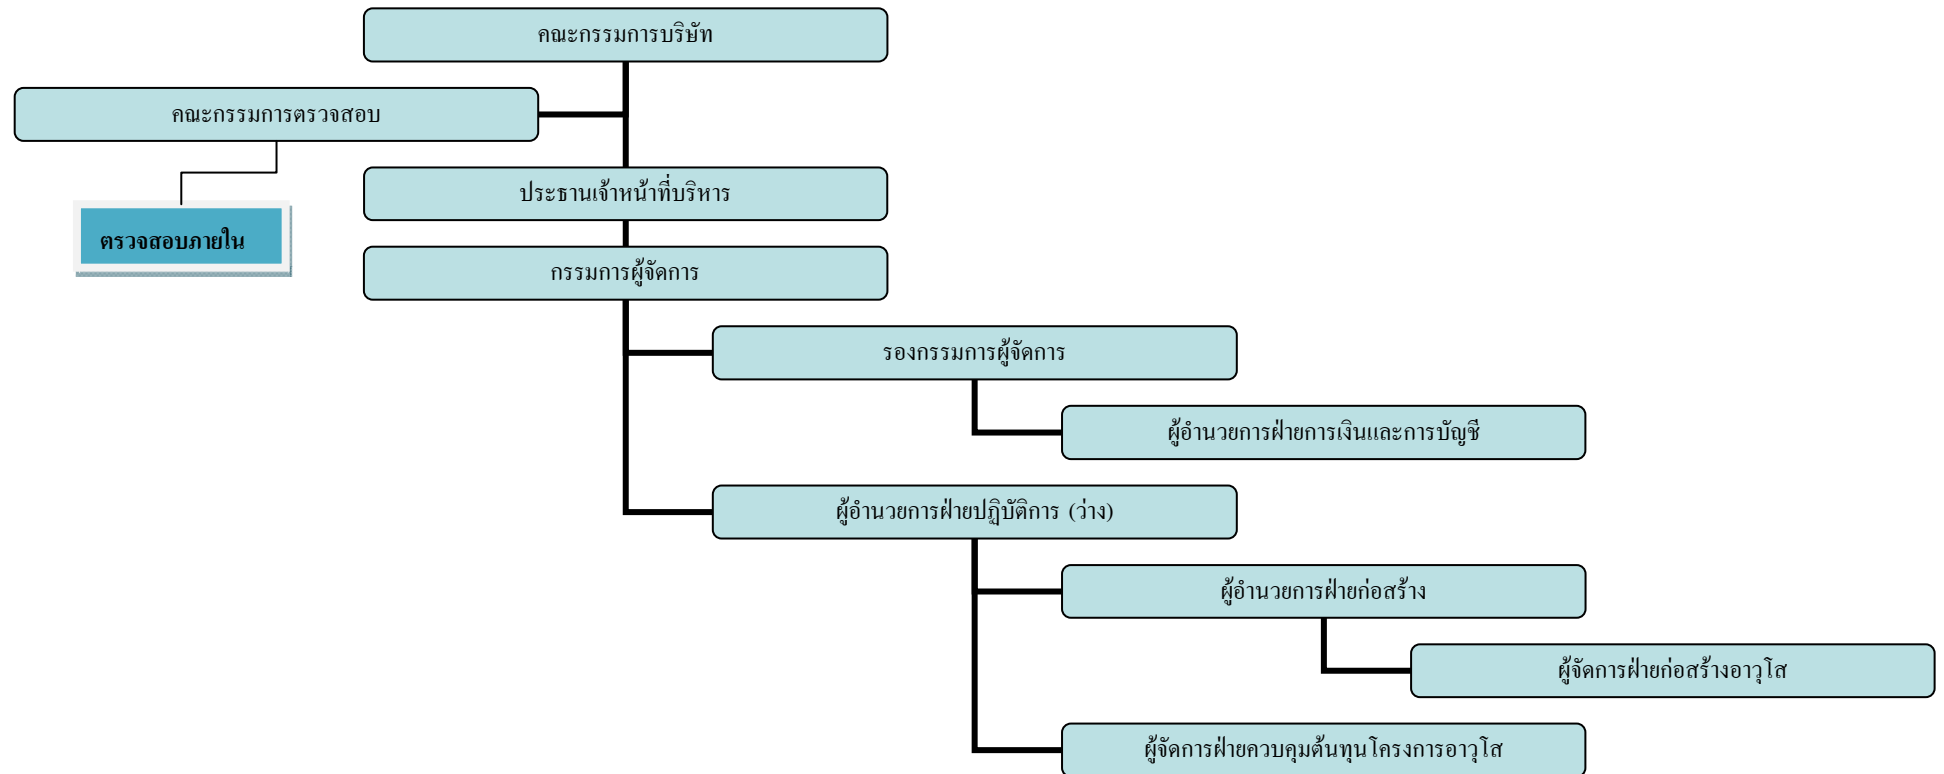 คณะกรรมการบริษัท
คณะกรรมการตรวจสอบ
ประธานเจ้าหน้าที่บริหาร
ตรวจสอบภายใน
กรรมการผู้จัดการ
รองกรรมการผู้จัดการ
ผู้อำนวยการฝ่ายการเงินและการบัญชี
ผู้อำนวยการฝ่ายปฏิบัติการ (ว่าง)
ผู้อำนวยการฝ่ายก่อสร้าง
ผู้จัดการฝ่ายก่อสร้างอาวุโส
ผู้จัดการฝ่ายควบคุมต้นทุนโครงการอาวุโส